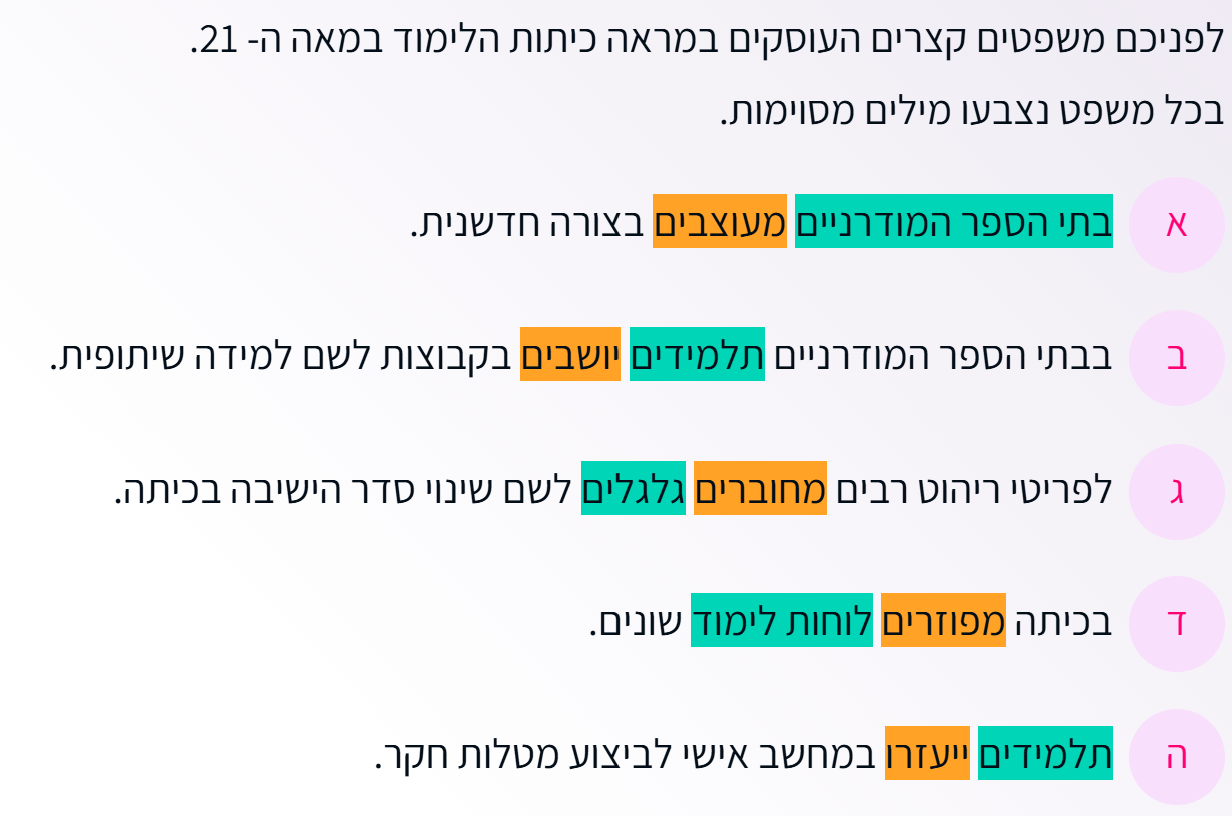 לפניכם משפטים קצרים העוסקים במראה כיתות הלימוד במאה ה- 21.
בכל משפט נצבעו מילים מסוימות.
א בתי הספר המודרניים מעוצבים בצורה חדשנית.
ב בבתי הספר המודרניים תלמידים יושבים בקבוצות לשם למידה שיתופית.
ג לפריטי ריהוט רבים מחוברים גלגלים לשם שינוי סדר הישיבה בכיתה.
ד בכיתה מפוזרים לוחות לימוד שונים.
ה תלמידים ייעזרו במחשב אישי לביצוע מטלות חקר.